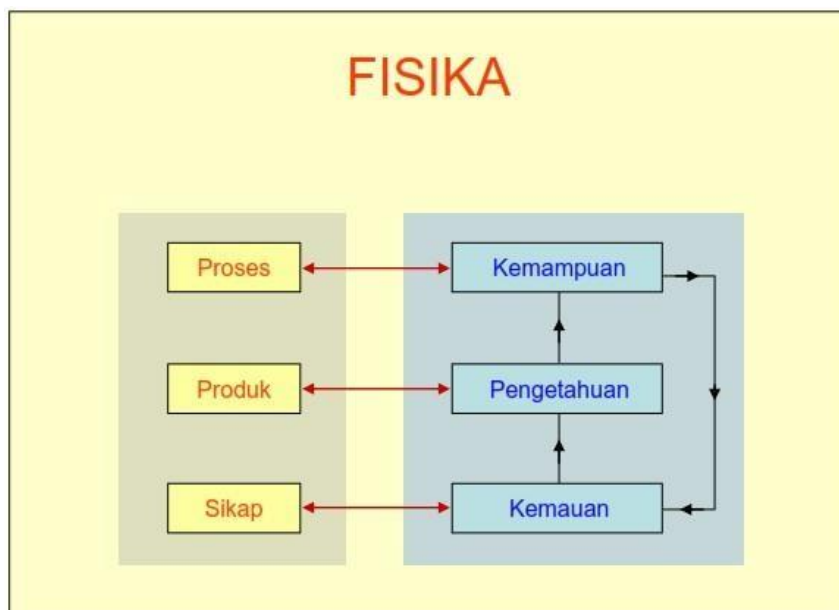 FISIKA
Proses
Kemampuan
Produk
Pengetahuan
Sikap
Kemauan